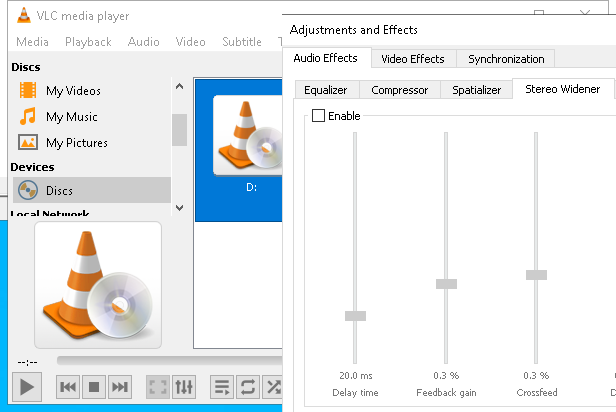 VLC media player
Media Playback Audio Video Subtitle
Discs
My Videos
My Music
My Pictures
Devices
Discs
Local Network
D:
--:--
Adjustments and Effects
Audio Effects Video Effects Synchronization
Equalizer Compressor Spatializer Stereo Widener
Enable
20.0 ms 0.3 % 0.3 %
Delay time Feedback gain Crossfeed